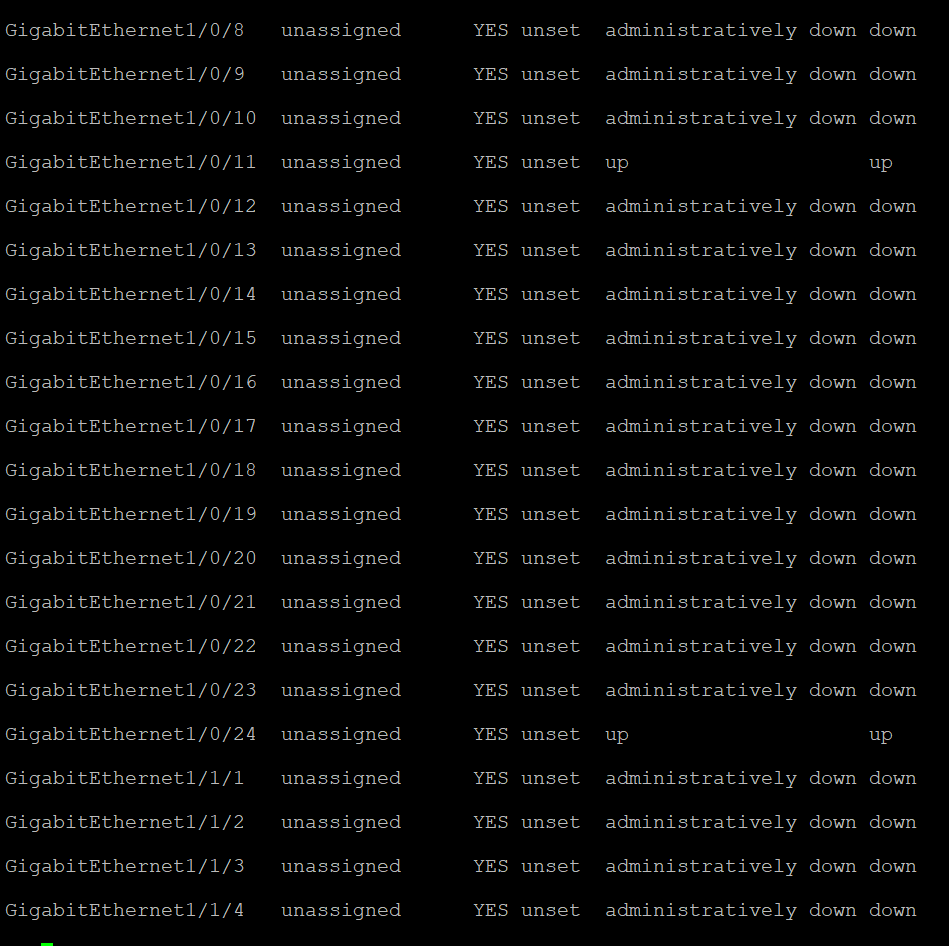 GigabitEthernet1/0/8   unassigned      YES unset  administratively down down
GigabitEthernet1/0/9   unassigned      YES unset  administratively down down
GigabitEthernet1/0/10  unassigned      YES unset  administratively down down
GigabitEthernet1/0/11  unassigned      YES unset  up                    up
GigabitEthernet1/0/12  unassigned      YES unset  administratively down down
GigabitEthernet1/0/13  unassigned      YES unset  administratively down down
GigabitEthernet1/0/14  unassigned      YES unset  administratively down down
GigabitEthernet1/0/15  unassigned      YES unset  administratively down down
GigabitEthernet1/0/16  unassigned      YES unset  administratively down down
GigabitEthernet1/0/17  unassigned      YES unset  administratively down down
GigabitEthernet1/0/18  unassigned      YES unset  administratively down down
GigabitEthernet1/0/19  unassigned      YES unset  administratively down down
GigabitEthernet1/0/20  unassigned      YES unset  administratively down down
GigabitEthernet1/0/21  unassigned      YES unset  administratively down down
GigabitEthernet1/0/22  unassigned      YES unset  administratively down down
GigabitEthernet1/0/23  unassigned      YES unset  administratively down down
GigabitEthernet1/0/24  unassigned      YES unset  up                    up
GigabitEthernet1/1/1   unassigned      YES unset  administratively down down
GigabitEthernet1/1/2   unassigned      YES unset  administratively down down
GigabitEthernet1/1/3   unassigned      YES unset  administratively down down
GigabitEthernet1/1/4   unassigned      YES unset  administratively down down